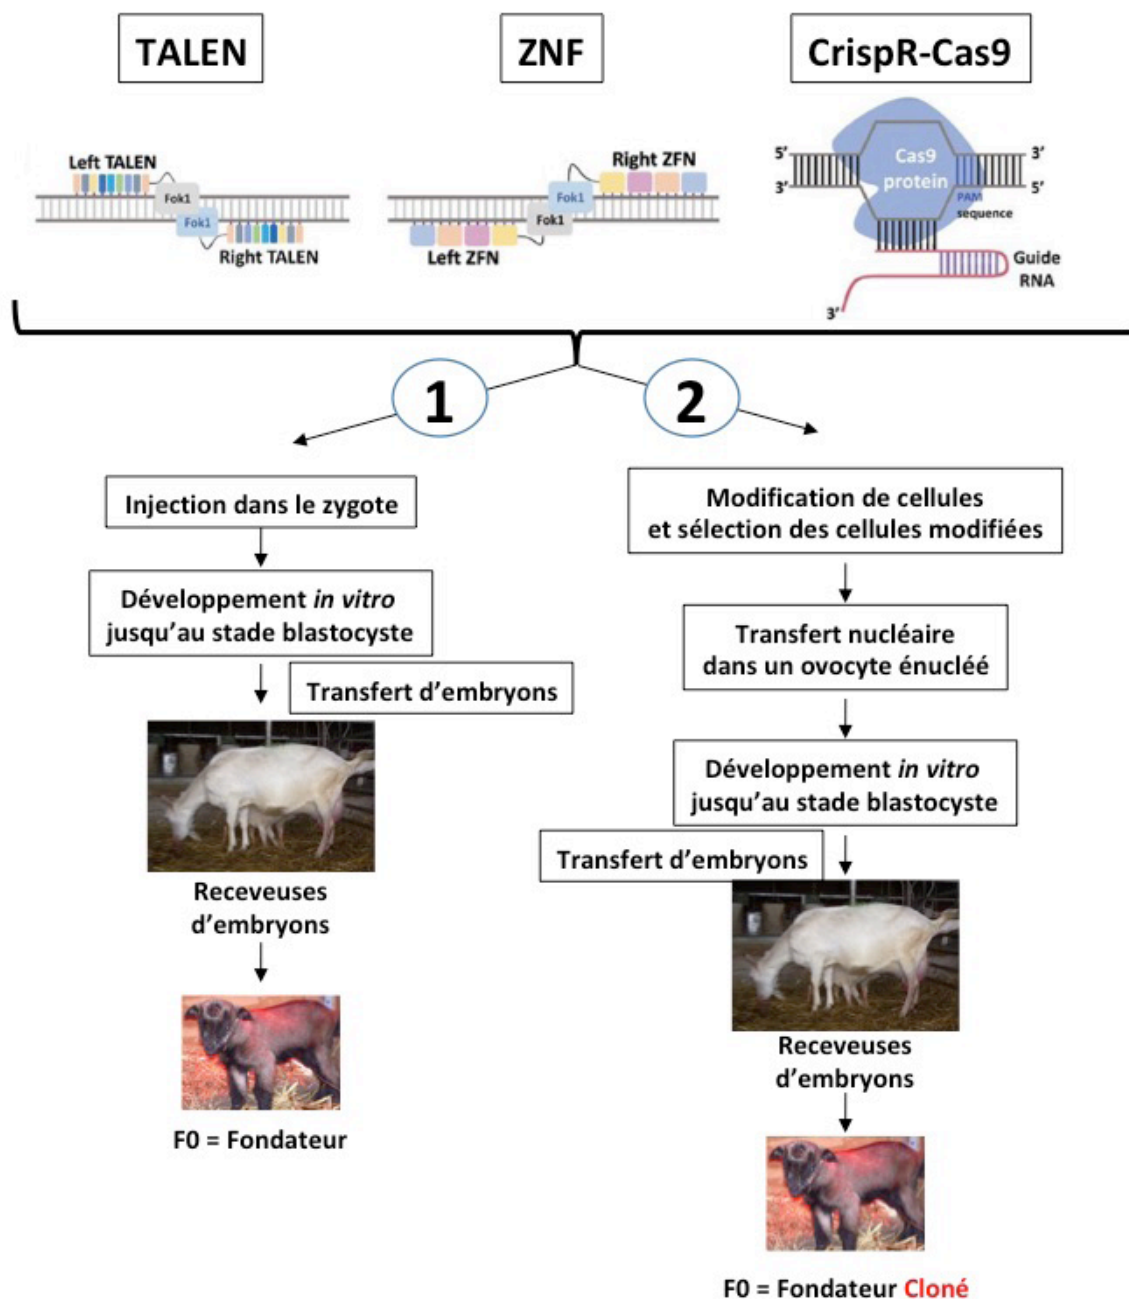 TALEN
ZNF
CrispR-Cas9
Left TALEN
Fok1
Fok1
Right TALEN
Right ZFN
Fok1
Fok1
Left ZFN
5'
3'
3'
5'
Cas9
protein
PAM
sequence
Guide
RNA
3'
1
2
Injection dans le zygote
Développement in vitro
jusqu'au stade blastocyste
Transfert d'embryons
Receveuses
d'embryons
F0 = Fondateur
Modification de cellules
et sélection des cellules modifiées
Transfert nucléaire
dans un ovocyte énucléé
Développement in vitro
jusqu'au stade blastocyste
Transfert d'embryons
Receveuses
d'embryons
F0 = Fondateur Cloné